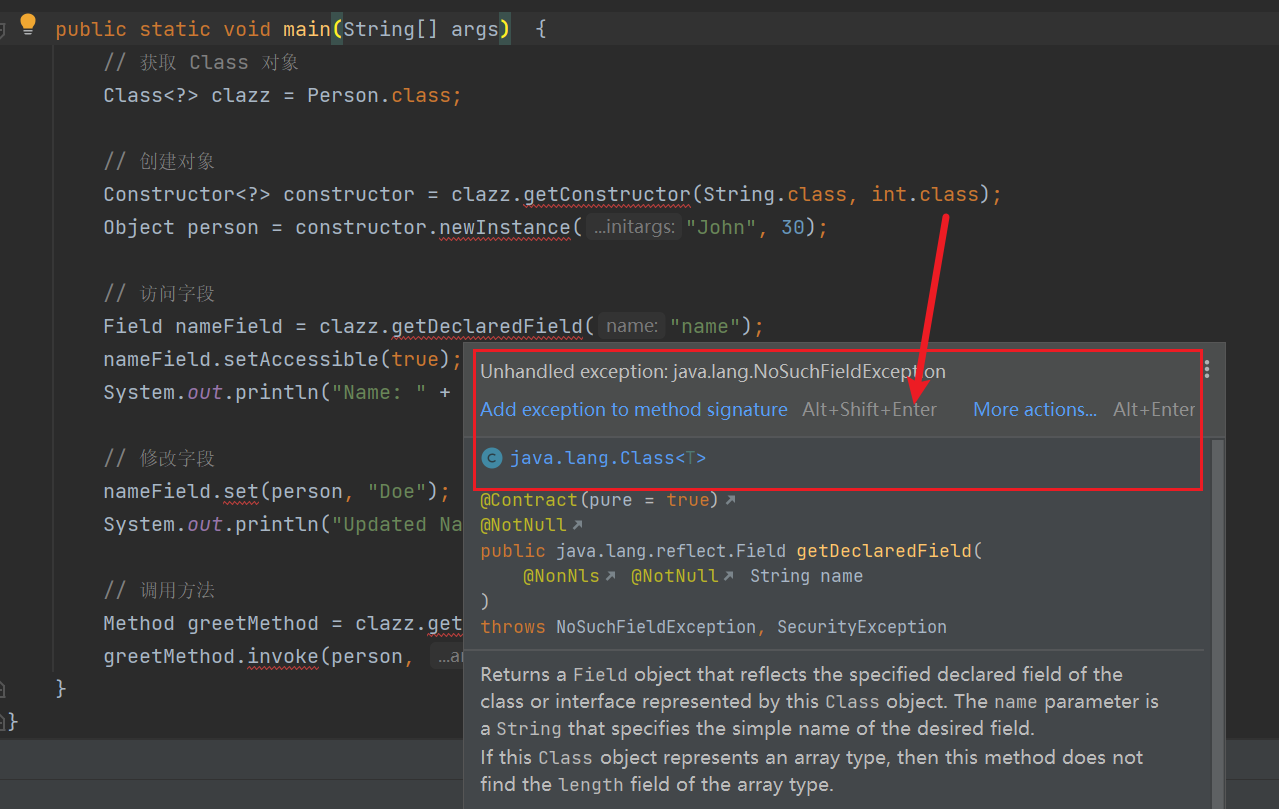 public static void main(String[] args)  {
// 获取 Class 对象
Class<?> clazz = Person.class;
// 创建对象
Constructor<?> constructor = clazz.getConstructor(String.class, int.class);
Object person = constructor.newInstance( ...initargs: "John", 30);
// 访问字段
Field nameField = clazz.getDeclaredField( name: "name");
nameField.setAccessible(true);
System.out.println("Name: " +
// 修改字段
nameField.set(person, "Doe");
System.out.println("Updated Na
// 调用方法
Method greetMethod = clazz.get
greetMethod.invoke(person, ...ar
}
}
Unhandled exception: java.lang.NoSuchFieldException
Add exception to method signature Alt+Shift+Enter More actions... Alt+Enter
C java.lang.Class<T>
@Contract(pure = true)
@NotNull
public java.lang.reflect.Field getDeclaredField(
@NonNls @NotNull String name
)
throws NoSuchFieldException, SecurityException
Returns a Field object that reflects the specified declared field of the
class or interface represented by this Class object. The name parameter is
a String that specifies the simple name of the desired field.
If this Class object represents an array type, then this method does not
find the length field of the array type.